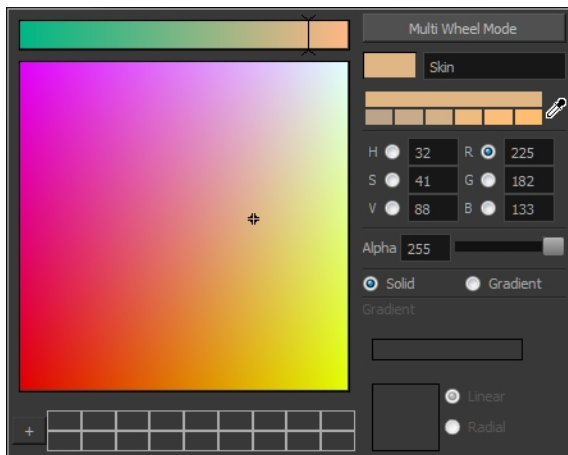 Multi Wheel Mode
Skin
H 32 R 225
S 41 G 182
V 88 B 133
Alpha 255
Solid Gradient
Gradient
Linear
+
Radial